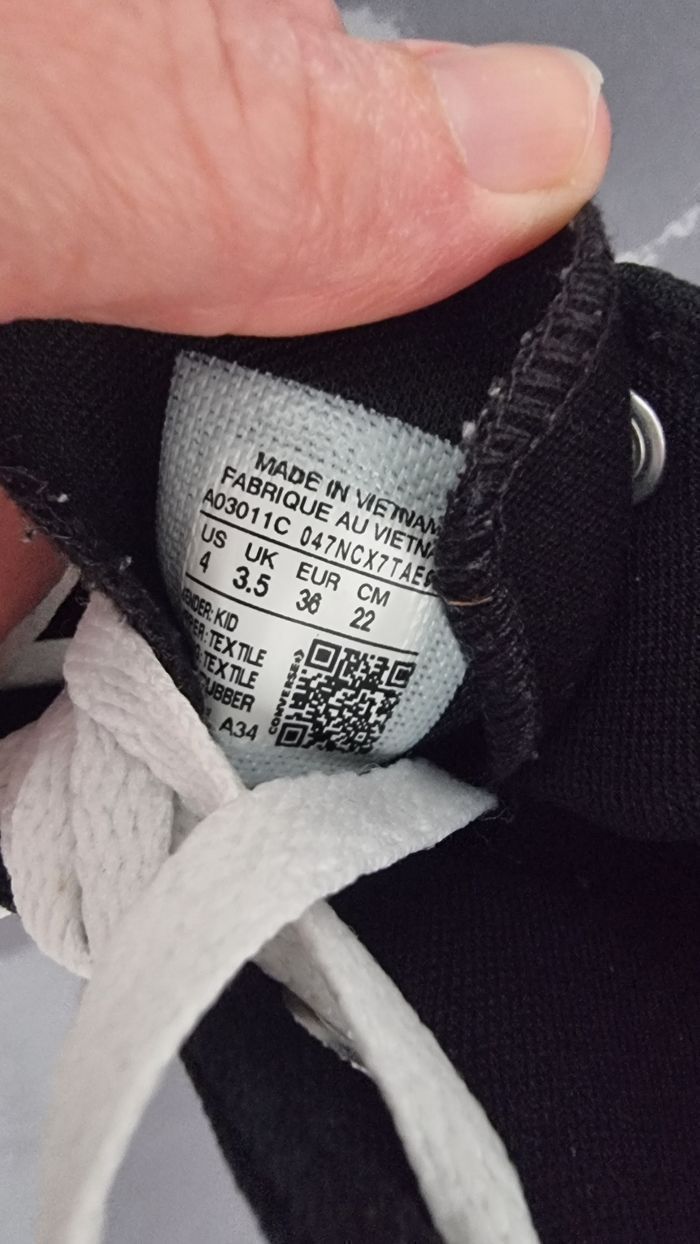 MADE IN VIETNAM
FABRIQUE AU VIETNA
A03011C 047NCX7TAE
US UK EUR CM
4 3.5 36 22
ENDER: KID
PER: TEXTILE
: TEXTILE
UBBER
A34
CONVERSE